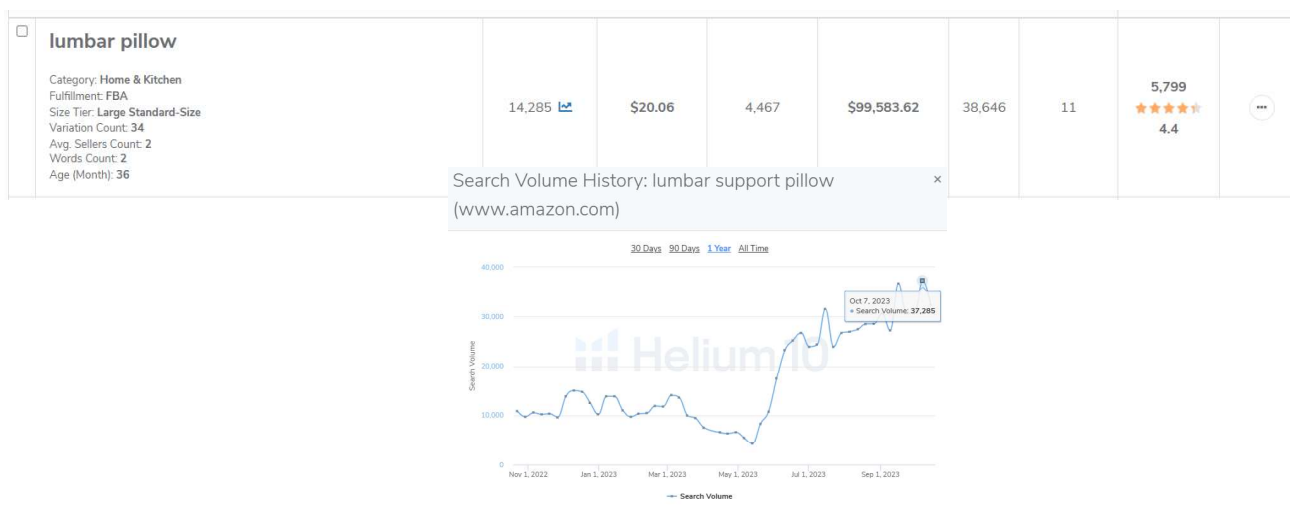 lumbar pillow
Category: Home & Kitchen
Fulfillment: FBA
Size Tier: Large Standard-Size
Variation Count: 34
Avg. Sellers Count: 2
Words Count: 2
Age (Month): 36
14,285
$20.06
4,467
$99,583.62
38,646
11
5,799
4.4
Search Volume History: lumbar support pillow
(www.amazon.com)
×
30 Days 90 Days 1 Year All Time
40,000
30,000
20,000
10,000
0
Search Volume
Helium 10
Oct 7, 2023
Search Volume: 37,285
Nov 1, 2022 Jan 1, 2023 Mar 1, 2023 May 1, 2023 Jul 1, 2023 Sep 1, 2023
Search Volume